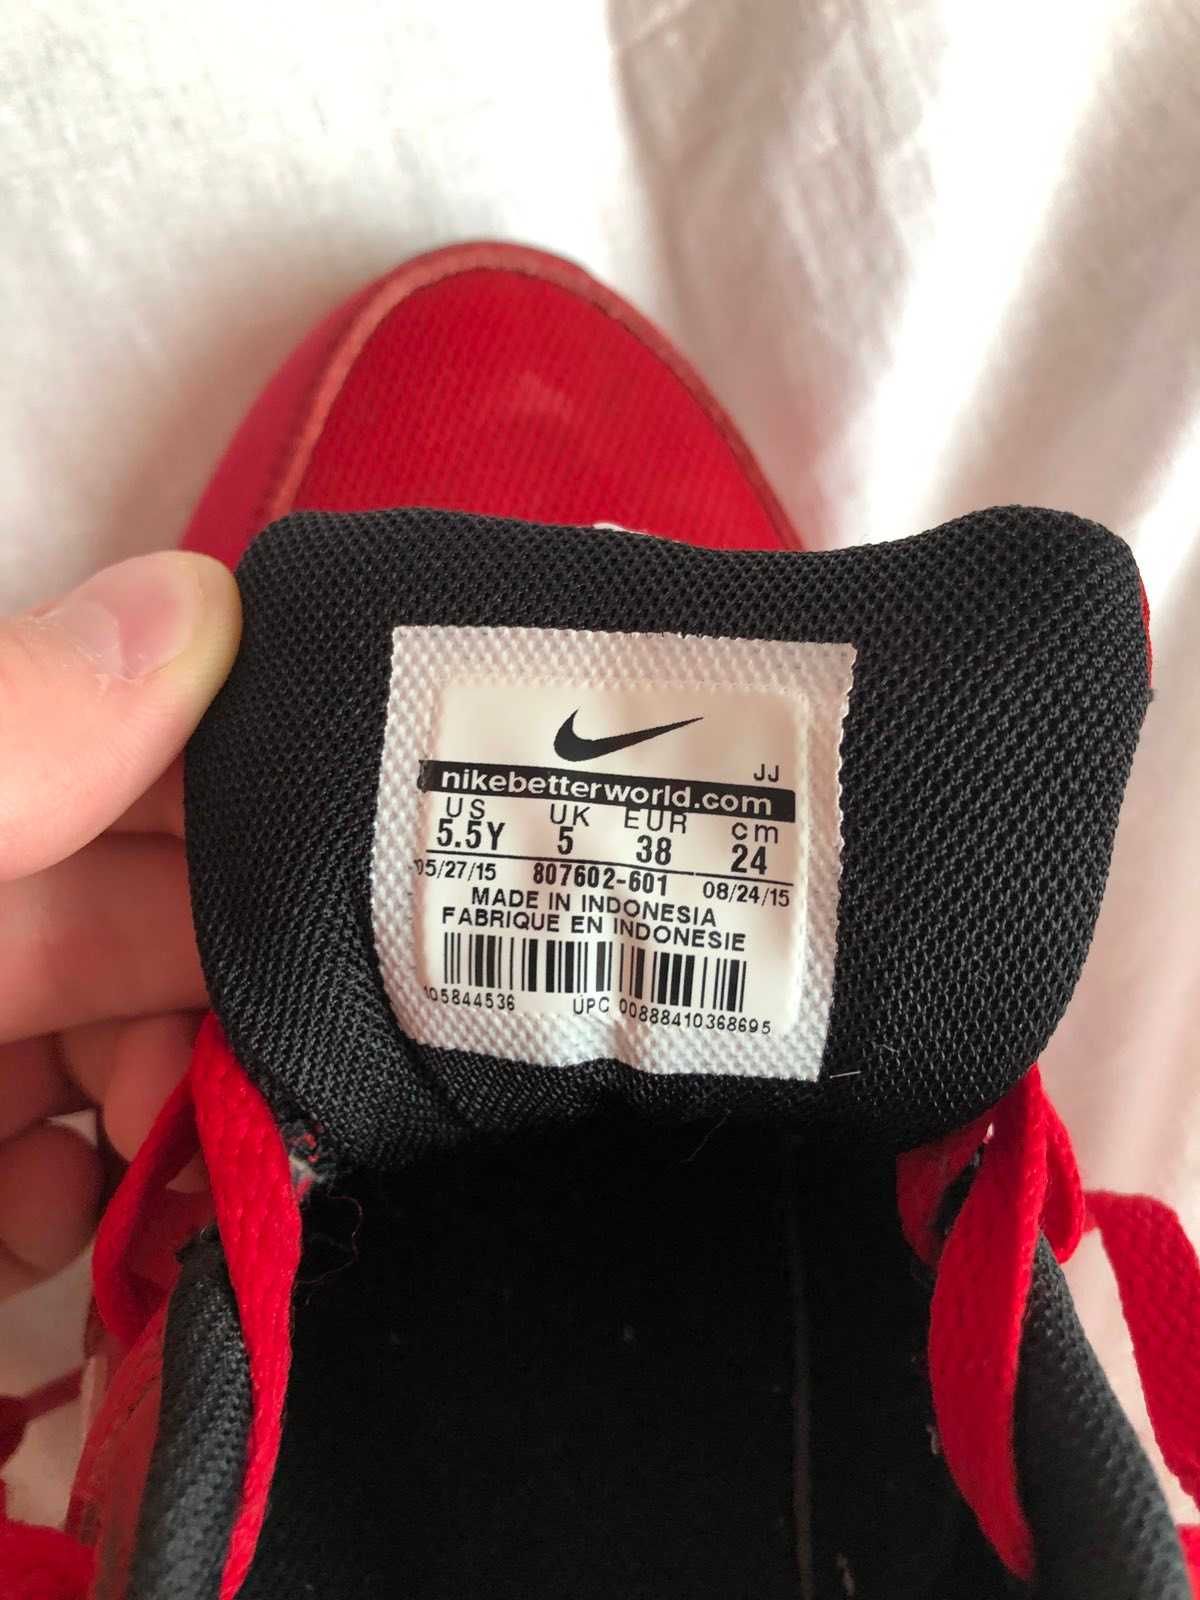 JJ
nikebetterworld.com
US UK EUR cm
5.5Y 5 38 24
05/27/15 807602-601 08/24/15
MADE IN INDONESIA
FABRIQUE EN INDONESIE
105844536 UPC 00888410368695